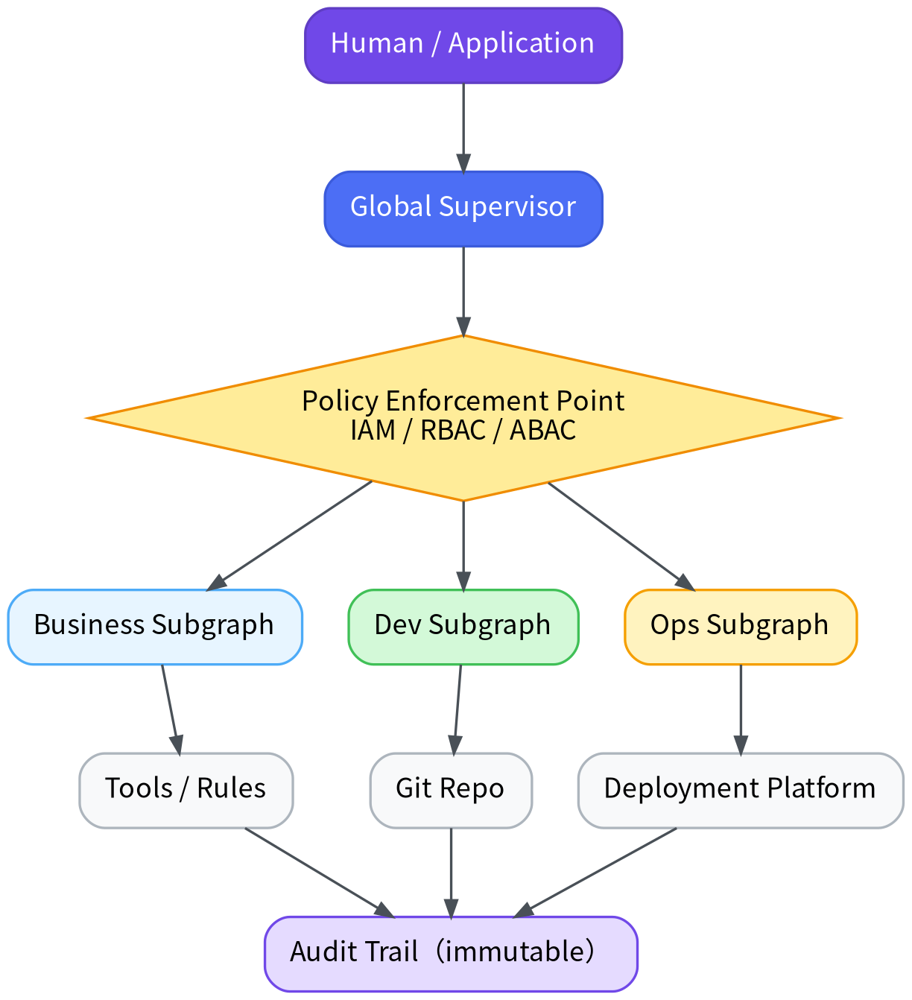 Human / Application
Global Supervisor
Policy Enforcement Point
IAM / RBAC / ABAC
Business Subgraph
Dev Subgraph
Ops Subgraph
Tools / Rules
Git Repo
Deployment Platform
Audit Trail（immutable）